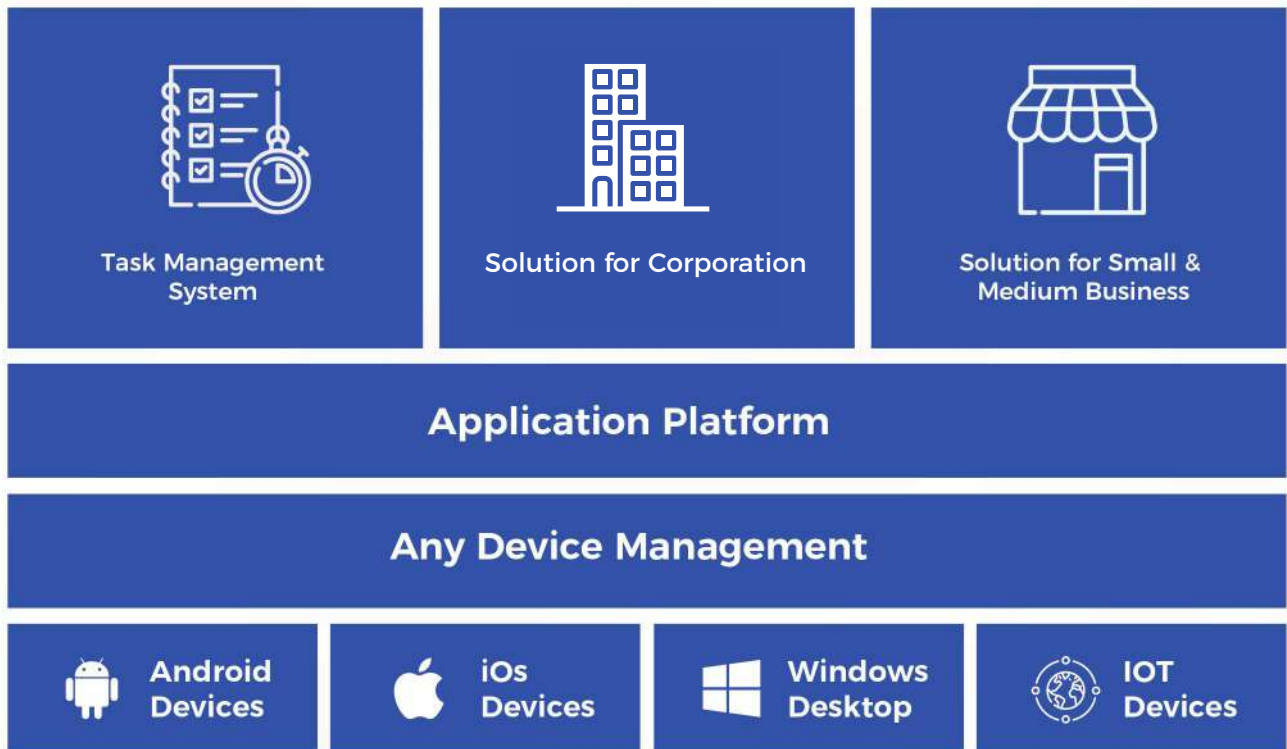 Task Management
System
Solution for Corporation
Solution for Small &
Medium Business
Application Platform
Any Device Management
Android
Devices
iOs
Devices
Windows
Desktop
IOT
Devices